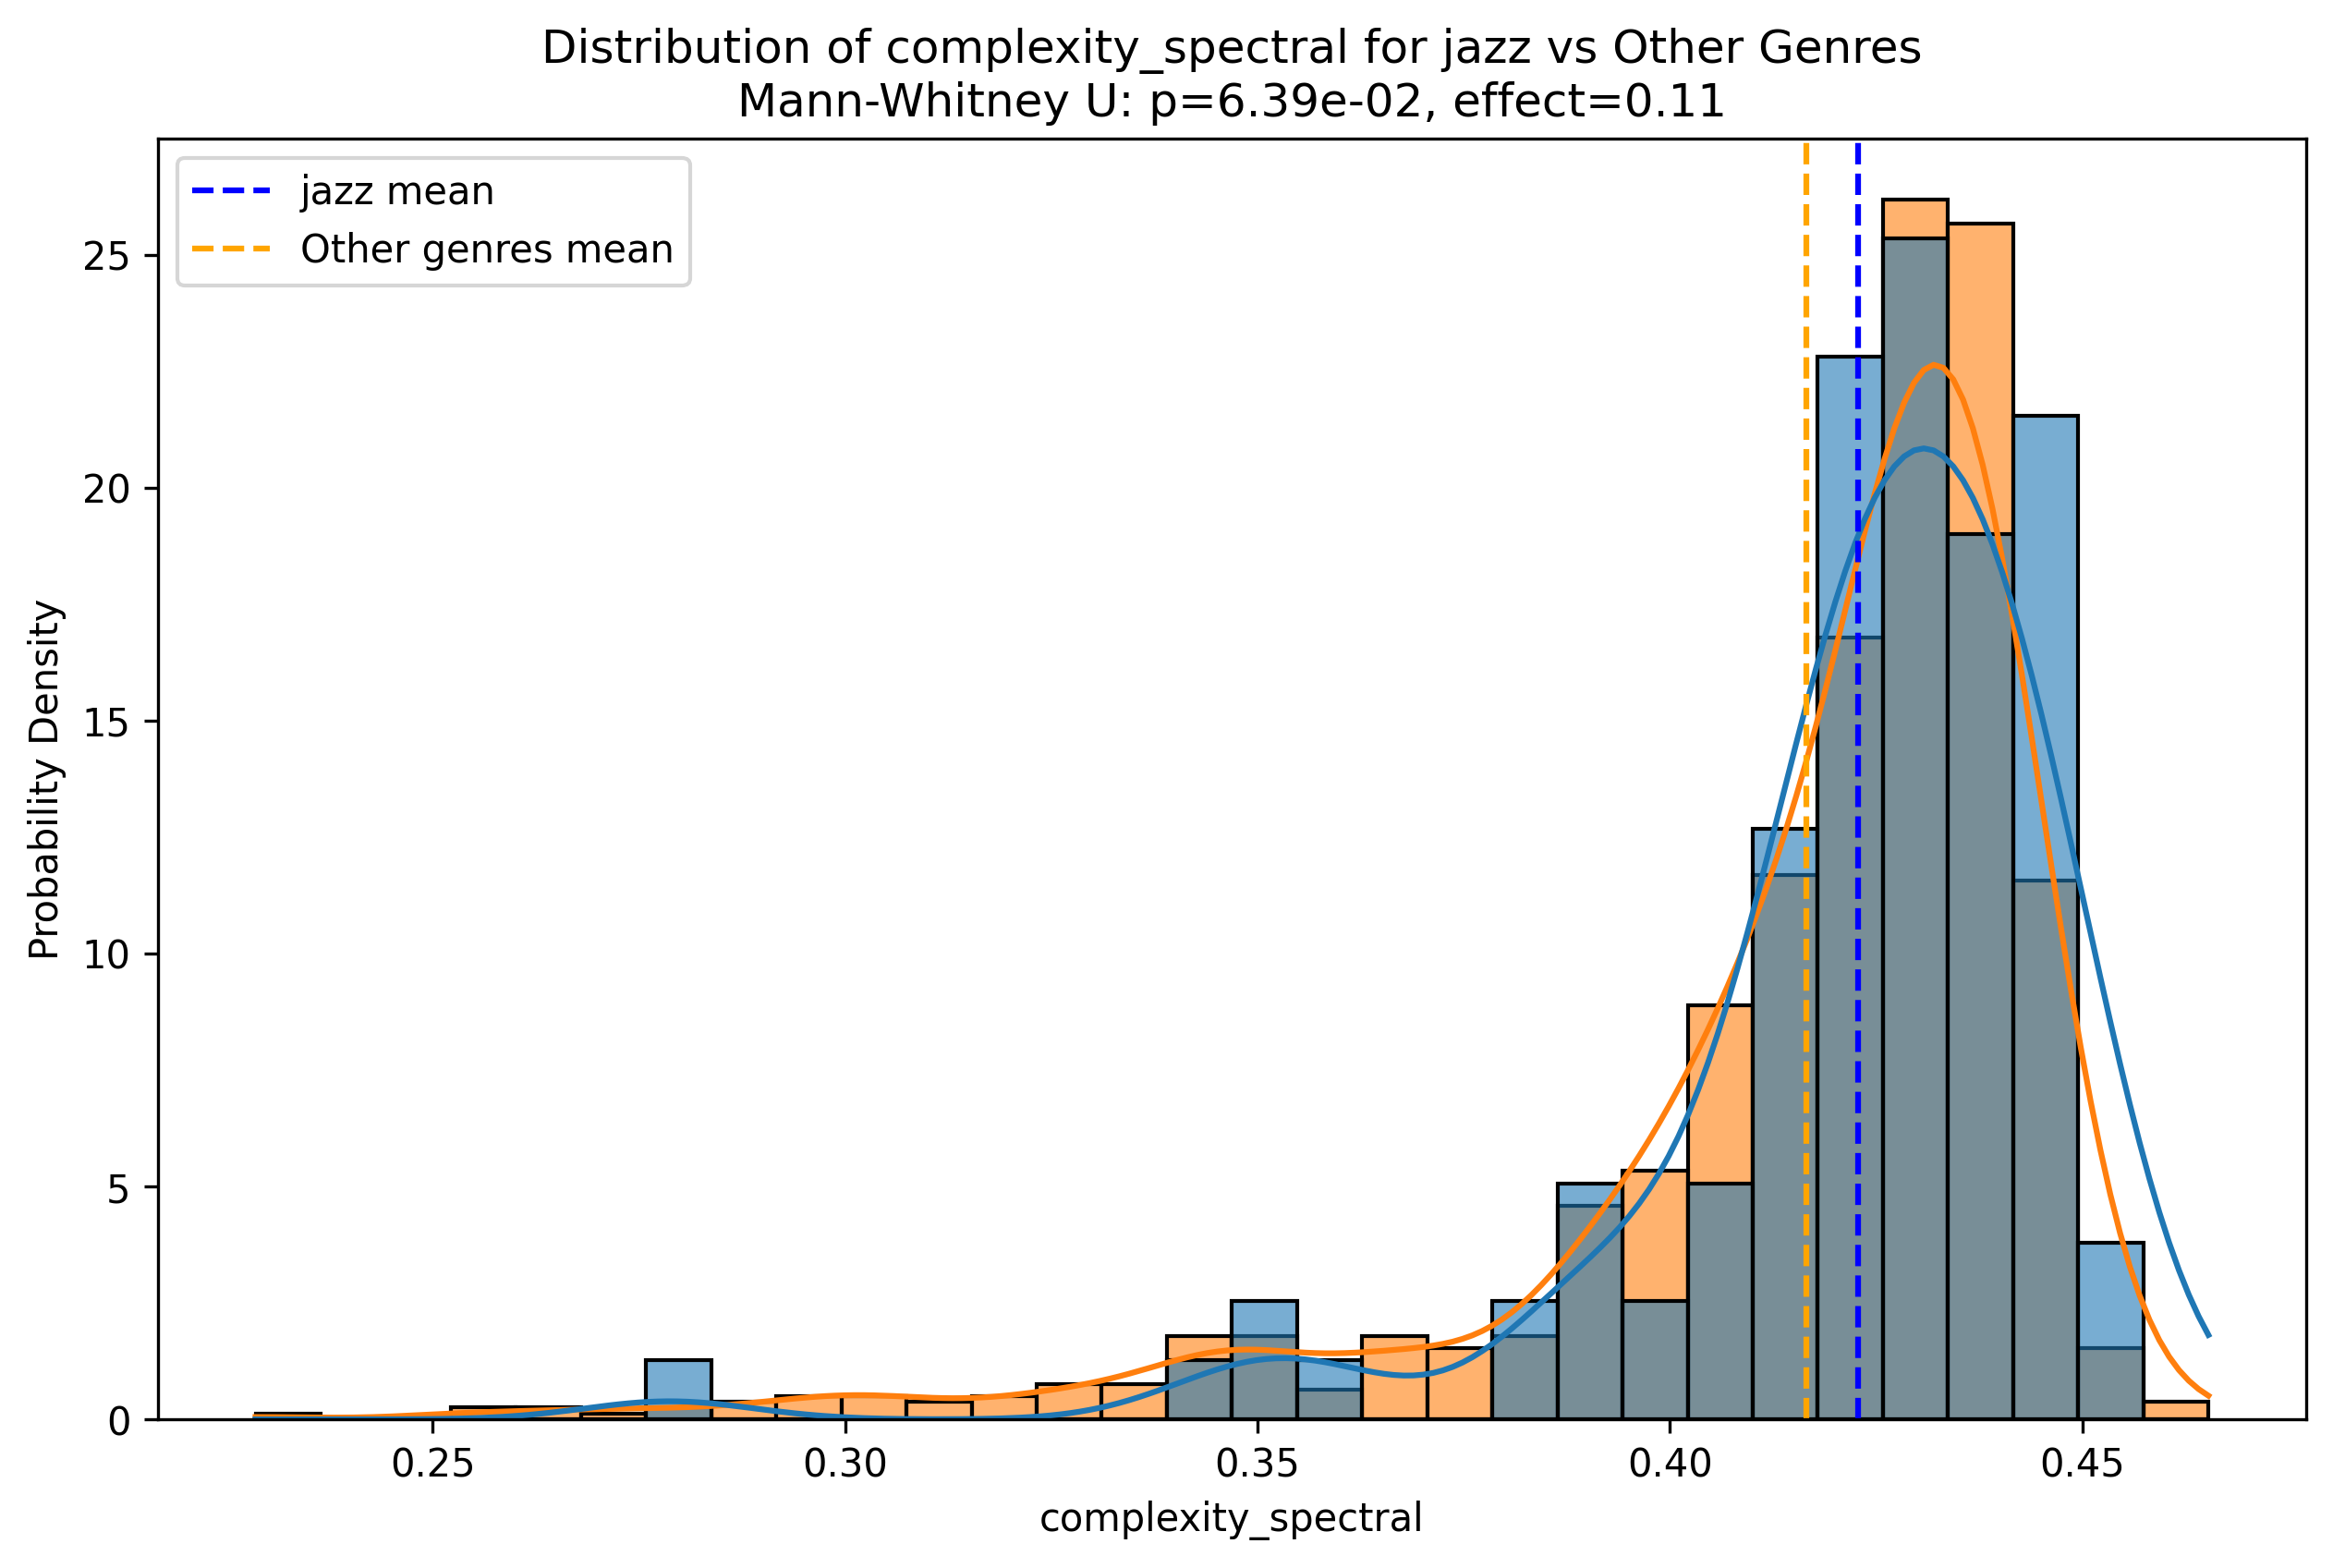 Distribution of complexity_spectral for jazz vs Other Genres
Mann-Whitney U: p=6.39e-02, effect=0.11
jazz mean
Other genres mean
25
20
15
10
5
0
Probability Density
0.25 0.30 0.35 0.40 0.45
complexity_spectral